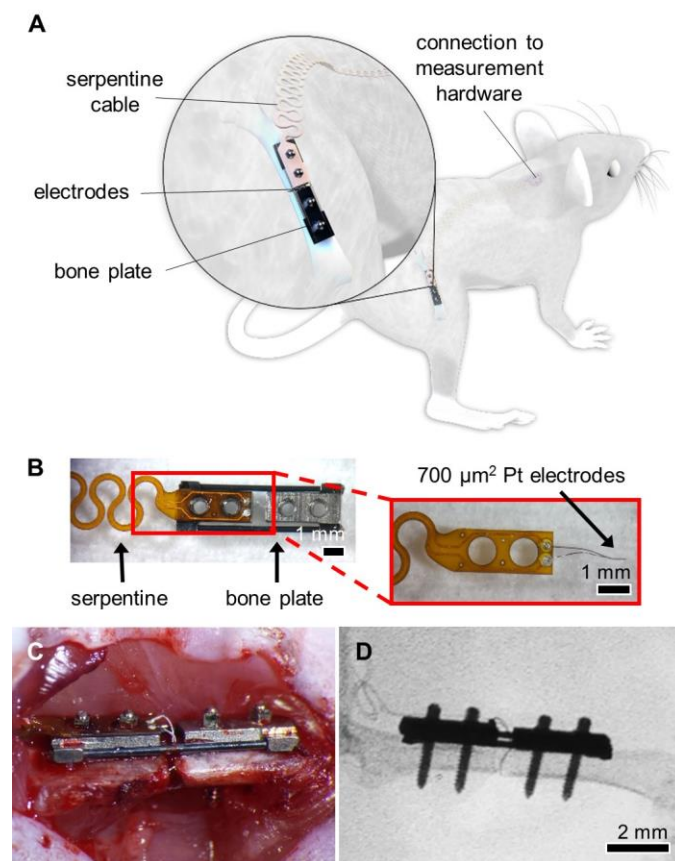 A
connection to
measurement
hardware
serpentine
cable
electrodes
bone plate
B
700 µm² Pt electrodes
1 mm
1 mm
serpentine
bone plate
C
D
2 mm